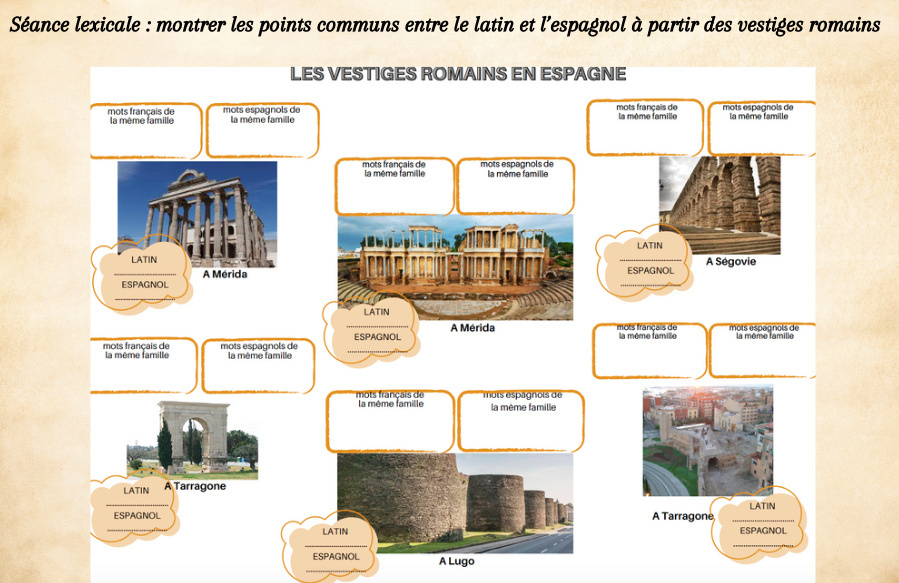 Séance lexicale : montrer les points communs entre le latin et l'espagnol à partir des vestiges romains
LES VESTIGES ROMAINS EN ESPAGNE
mots français de
la même famille
mots espagnols de
la même famille
mots français de
la même famille
mots espagnols de
la même famille
mots français de
la même famille
mots espagnols de
la même famille
LATIN
ESPAGNOL
A Mérida
LATIN
ESPAGNOL
A Mérida
LATIN
ESPAGNOL
A Ségovie
mots français de
la même famille
mots espagnols de
la même famille
mots français de
la même famille
mots espagnols de
la même famille
mots français de
la même famille
mots espagnols de
la même famille
LATIN
ESPAGNOL
A Tarragone
LATIN
ESPAGNOL
A Lugo
A Tarragone
LATIN
ESPAGNOL